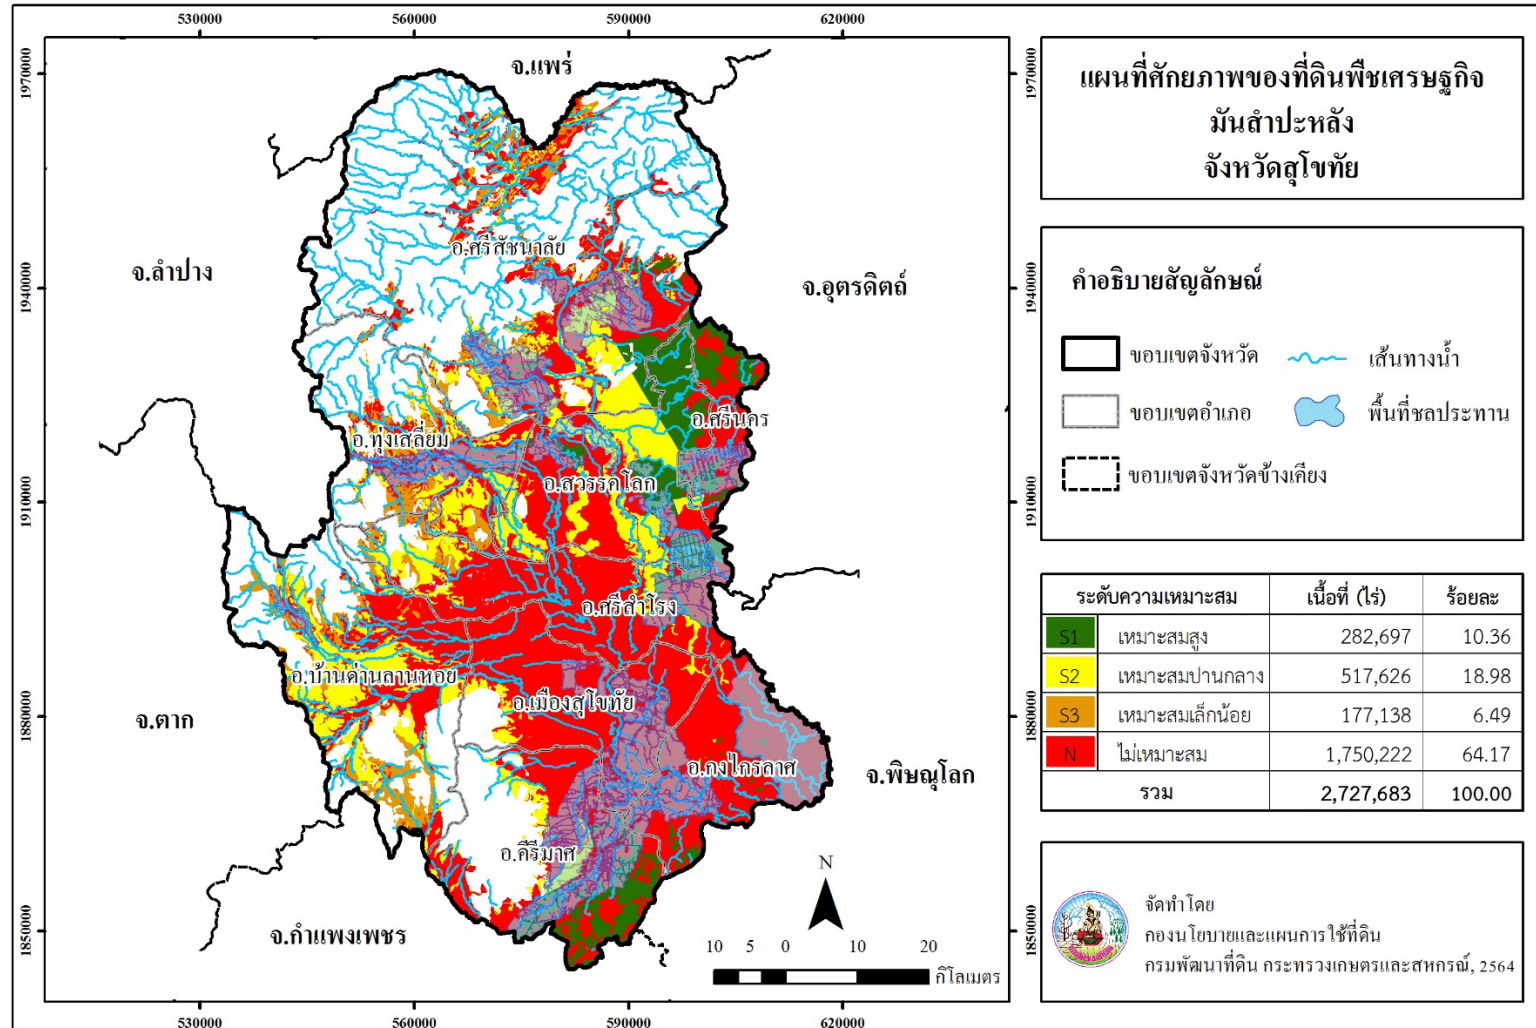 530000 560000 590000 620000
1970000
1940000
1910000
1880000
1850000
จ.แพร่
จ.ลำปาง
จ.อุตรดิตถ์
จ.ตาก
จ.พิษณุโลก
จ.กำแพงเพชร
อ.ศรีสัชนาลัย
อ.ศรีนคร
อ.ทุ่งเสลี่ยม
อ.สวรรคโลก
อ.ศรีสำโรง
อ.บ้านด่านลานหอย
อ.เมืองสุโขทัย
อ.กงไกรลาศ
อ.คีรีมาศ
N
10 5 0 10 20
กิโลเมตร
1970000
1940000
1910000
1880000
1850000
530000 560000 590000 620000
แผนที่ศักยภาพของที่ดินพืชเศรษฐกิจ
มันสำปะหลัง
จังหวัดสุโขทัย
คำอธิบายสัญลักษณ์
ขอบเขตจังหวัด เส้นทางน้ำ
ขอบเขตอำเภอ พื้นที่ชลประทาน
ขอบเขตจังหวัดข้างเคียง
ระดับความเหมาะสม เนื้อที่ (ไร่) ร้อยละ
S1 เหมาะสมสูง 282,697 10.36
S2 เหมาะสมปานกลาง 517,626 18.98
S3 เหมาะสมเล็กน้อย 177,138 6.49
N ไม่เหมาะสม 1,750,222 64.17
รวม 2,727,683 100.00
จัดทำโดย
กองนโยบายและแผนการใช้ที่ดิน
กรมพัฒนาที่ดิน กระทรวงเกษตรและสหกรณ์, 2564